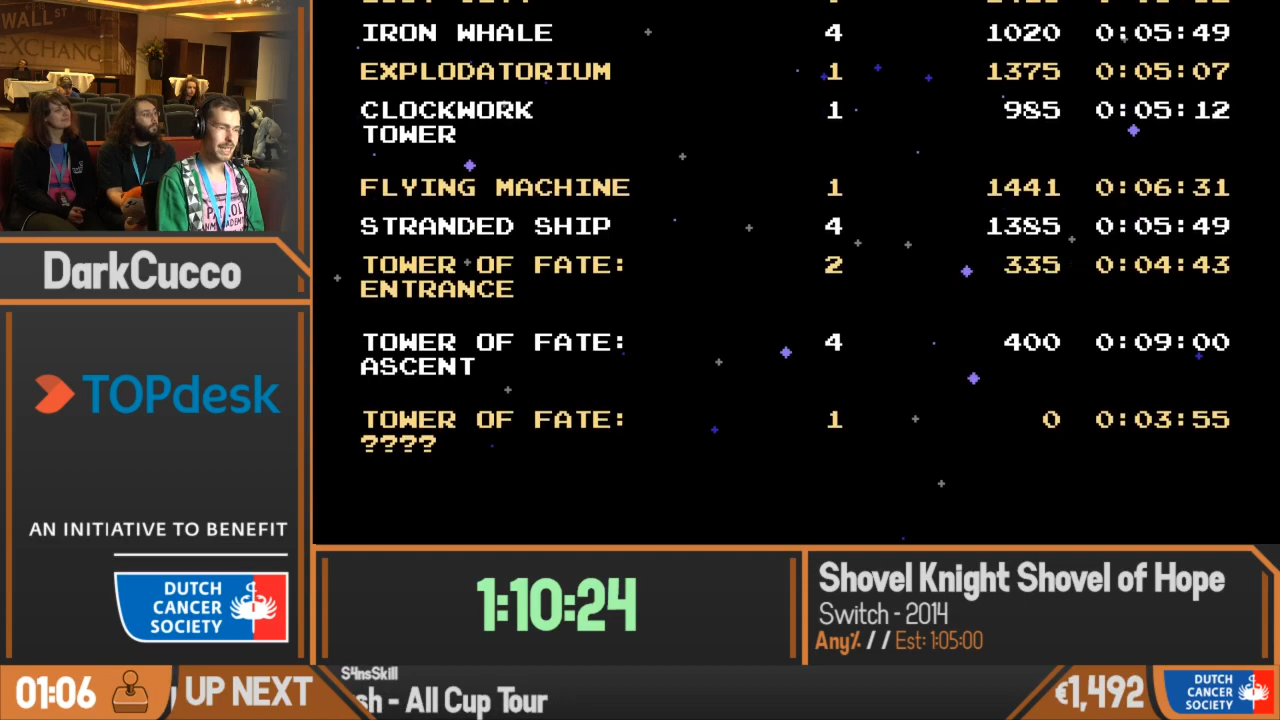 WALL ST
EXCHANGE
IRON WHALE 4 1020 0:05:49
EXPLODATORIUM 1 1375 0:05:07
CLOCKWORK 1 985 0:05:12
TOWER
FLYING MACHINE 1 1441 0:06:31
STRANDED SHIP 4 1385 0:05:49
TOWER OF FATE: 2 335 0:04:43
ENTRANCE
TOWER OF FATE: 4 400 0:09:00
ASCENT
TOWER OF FATE: 1 0 0:03:55
????
DarkCucco
TOPdesk
AN INITIATIVE TO BENEFIT
DUTCH
CANCER
SOCIETY
1:10:24
Shovel Knight Shovel of Hope
Switch - 2014
Any% / / Est: 1:05:00
01:06
UP NEXT
S4nsSkill
sh - All Cup Tour
€1,492
DUTCH
CANCER
SOCIETY